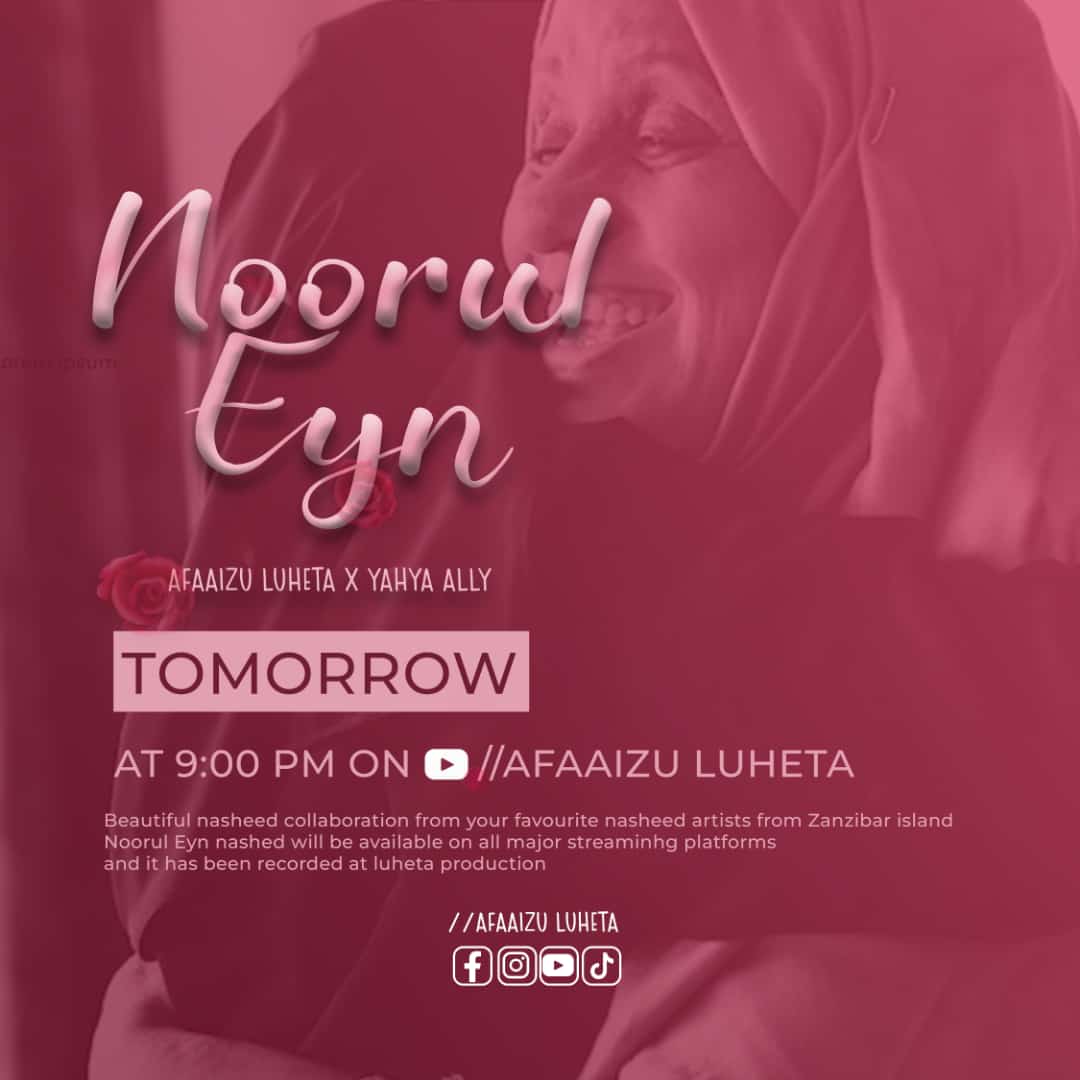 Noorul
Eyn
AFAAIZU LUHETA X YAHYA ALLY
TOMORROW
AT 9:00 PM ON //AFAAIZU LUHETA
Beautiful nasheed collaboration from your favourite nasheed artists from Zanzibar island
Noorul Eyn nashed will be available on all major streaminhg platforms
and it has been recorded at luheta production
//AFAAIZU LUHETA